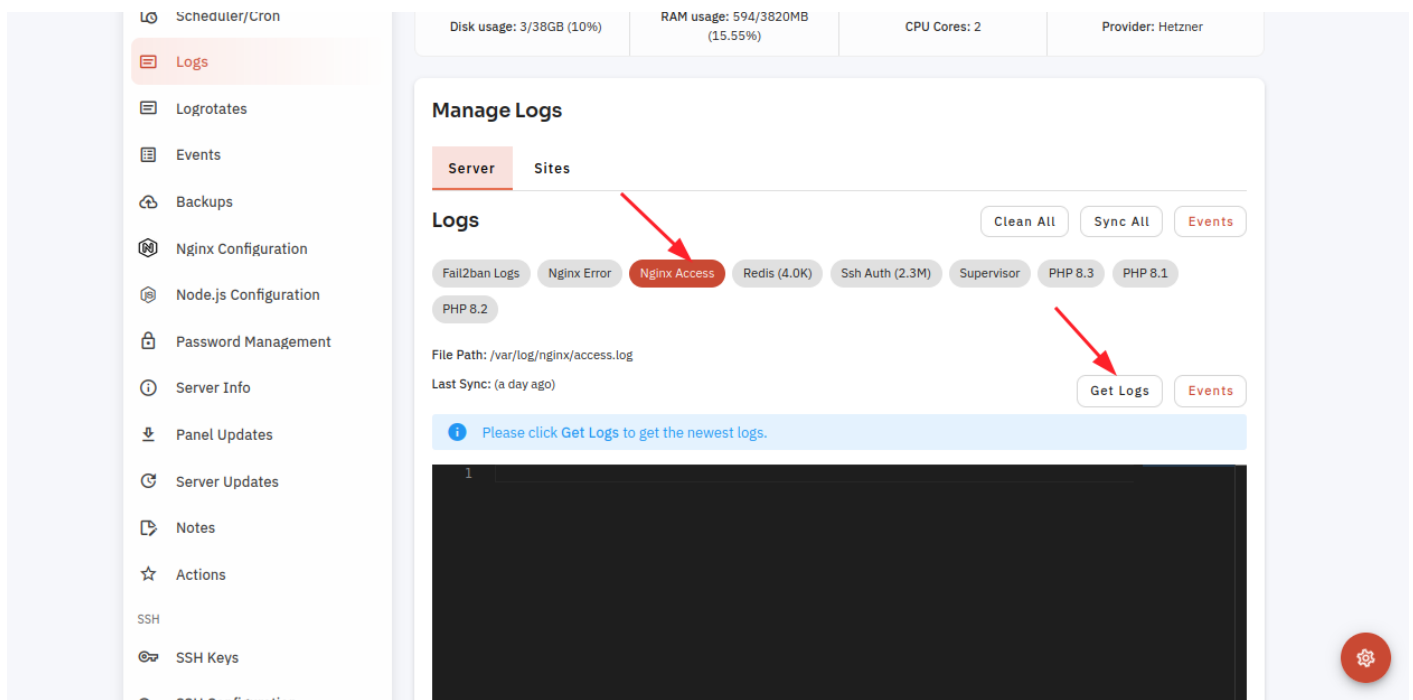 Scheduler/Cron
Logs
Logrotates
Events
Backups
Nginx Configuration
Node.js Configuration
Password Management
Server Info
Panel Updates
Server Updates
Notes
Actions
SSH
SSH Keys
SSH Configuration
Disk usage: 3/38GB (10%)
RAM usage: 594/3820MB
(15.55%)
CPU Cores: 2
Provider: Hetzner
Manage Logs
Server Sites
Logs
Clean All Sync All Events
Fail2ban Logs Nginx Error Nginx Access Redis (4.0K) Ssh Auth (2.3M) Supervisor PHP 8.3 PHP 8.1
PHP 8.2
File Path: /var/log/nginx/access.log
Last Sync: (a day ago)
Get Logs Events
Please click Get Logs to get the newest logs.
1